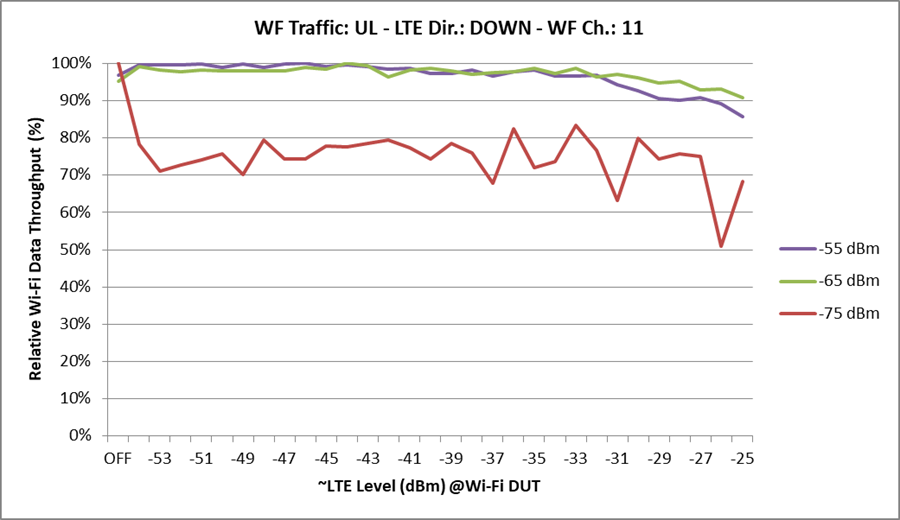 WF Traffic: UL - LTE Dir.: DOWN - WF Ch.: 11
Relative Wi-Fi Data Throughput (%)
100%
90%
80%
70%
60%
50%
40%
30%
20%
10%
0%
OFF -53 -51 -49 -47 -45 -43 -41 -39 -37 -35 -33 -31 -29 -27 -25
~LTE Level (dBm) @Wi-Fi DUT
-55 dBm
-65 dBm
-75 dBm